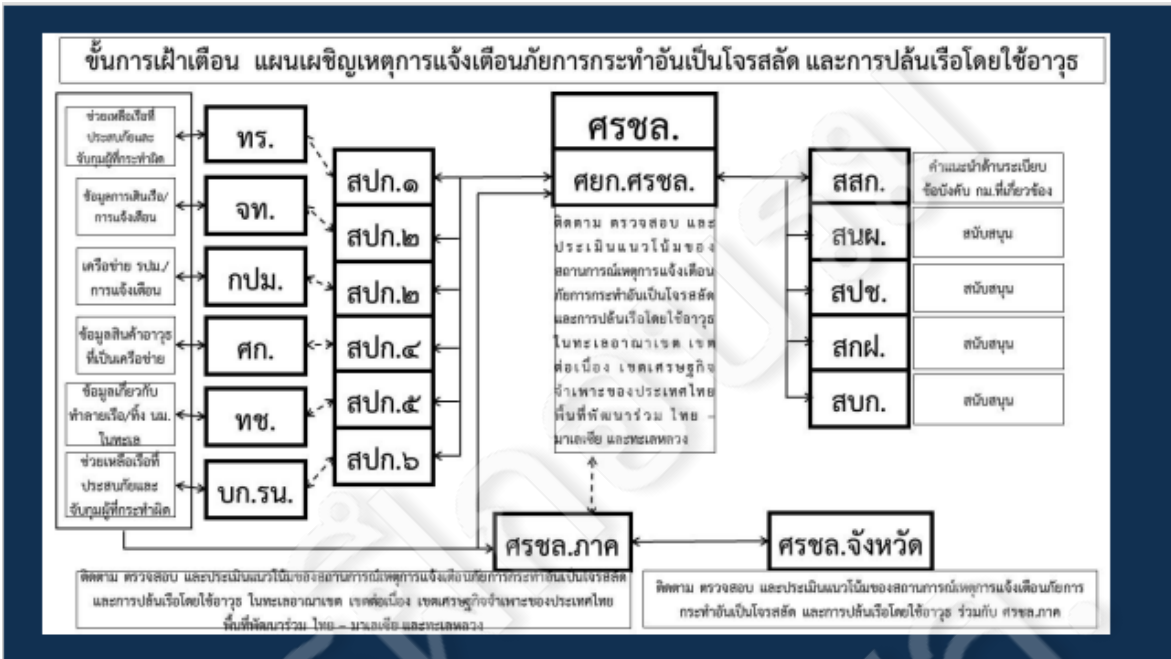 ขั้นการเฝ้าเตือน แผนเผชิญเหตุการแจ้งเตือนภัยการกระทำอันเป็นโจรสลัด และการปล้นเรือโดยใช้อาวุธ
ช่วยเหลือเรือที่
ประสบภัยและ
จับกุมผู้ที่กระทำผิด
ทร.
ข้อมูลการเดินเรือ/
การแจ้งเตือน
จท.
เครือข่าย รปม./
การแจ้งเตือน
กปม.
ข้อมูลสินค้าอาวุธ
ที่เป็นเครือข่าย
ศก.
ข้อมูลเกี่ยวกับ
ทำลายเรือ/ทิ้ง นม.
ในทะเล
ทช.
ช่วยเหลือเรือที่
ประสบภัยและ
จับกุมผู้ที่กระทำผิด
บก.รน.
สปก.๑
สปก.๒
สปก.๒
สปก.๔
สปก.๕
สปก.๖
ศรชล.
ศยก.ศรชล.
ติดตาม ตรวจสอบ และ
ประเมินแนวโน้มของ
สถานการณ์เหตุการแจ้งเตือน
ภัยการกระทำอันเป็นโจรสลัด
และการปล้นเรือโดยใช้อาวุธ
ในทะเลอาณาเขต เขต
ต่อเนื่อง เขตเศรษฐกิจ
จำเพาะของประเทศไทย
พื้นที่พัฒนาร่วม ไทย –
มาเลเซีย และทะเลหลวง
สสก.
คำแนะนำด้านระเบียบ
ข้อบังคับ กม.ที่เกี่ยวข้อง
สนผ.
สนับสนุน
สปช.
สนับสนุน
สกฝ.
สนับสนุน
สบก.
สนับสนุน
ศรชล.ภาค
ศรชล.จังหวัด
ติดตาม ตรวจสอบ และประเมินแนวโน้มของสถานการณ์เหตุการแจ้งเตือนภัยการกระทำอันเป็นโจรสลัด
และการปล้นเรือโดยใช้อาวุธ ในทะเลอาณาเขต เขตต่อเนื่อง เขตเศรษฐกิจจำเพาะของประเทศไทย
พื้นที่พัฒนาร่วม ไทย – มาเลเซีย และทะเลหลวง
ติดตาม ตรวจสอบ และประเมินแนวโน้มของสถานการณ์เหตุการแจ้งเตือนภัยการ
กระทำอันเป็นโจรสลัด และการปล้นเรือโดยใช้อาวุธ ร่วมกับ ศรชล.ภาค